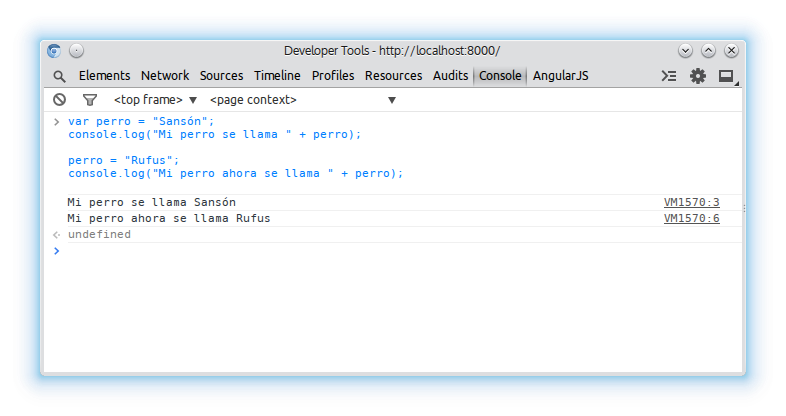 Developer Tools - http://localhost:8000/
Elements Network Sources Timeline Profiles Resources Audits Console AngularJS
<top frame> ▼ <page context> ▼
> var perro = "Sansón";
console.log("Mi perro se llama " + perro);
perro = "Rufus";
console.log("Mi perro ahora se llama " + perro);
Mi perro se llama Sansón VM1570:3
Mi perro ahora se llama Rufus VM1570:6
undefined
>